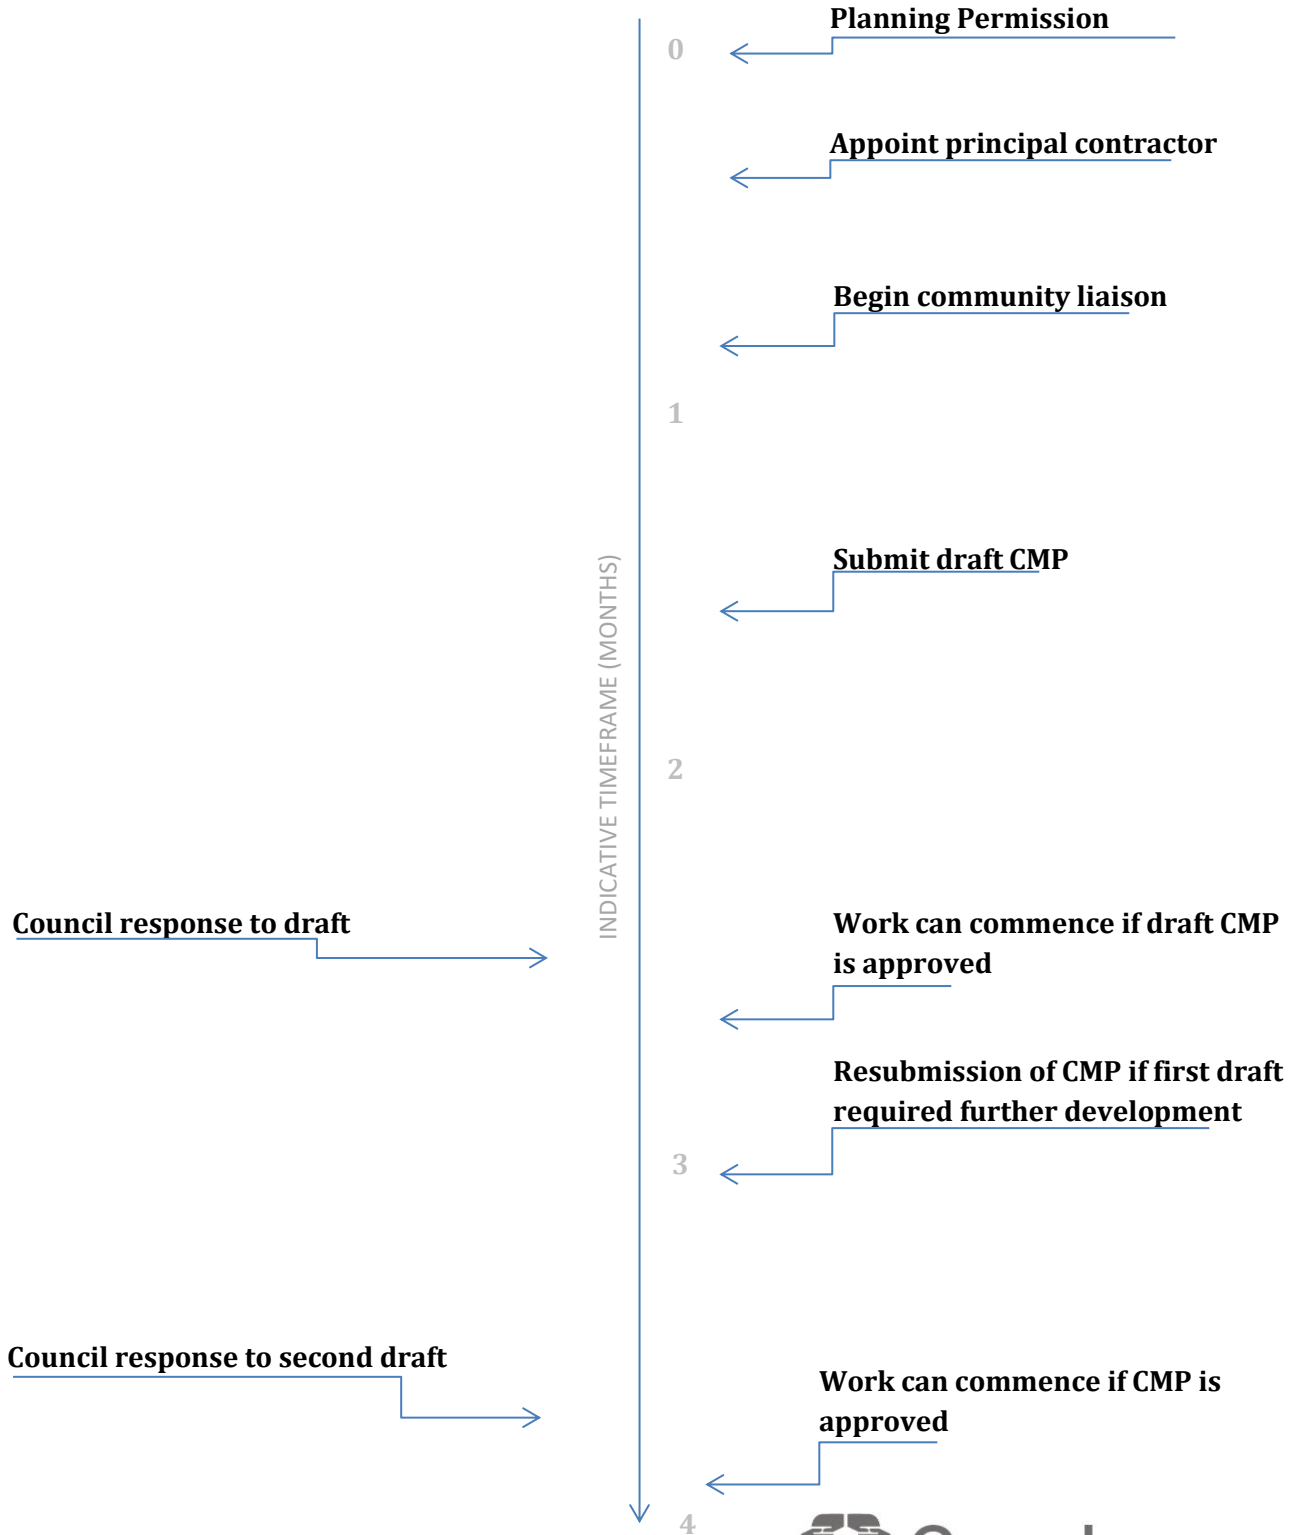 Planning Permission
0
Appoint principal contractor
Begin community liaison
1
Submit draft CMP
INDICATIVE TIMEFRAME (MONTHS)
2
Council response to draft
Work can commence if draft CMP
is approved
Resubmission of CMP if first draft
required further development
3
Council response to second draft
Work can commence if CMP is
approved
4